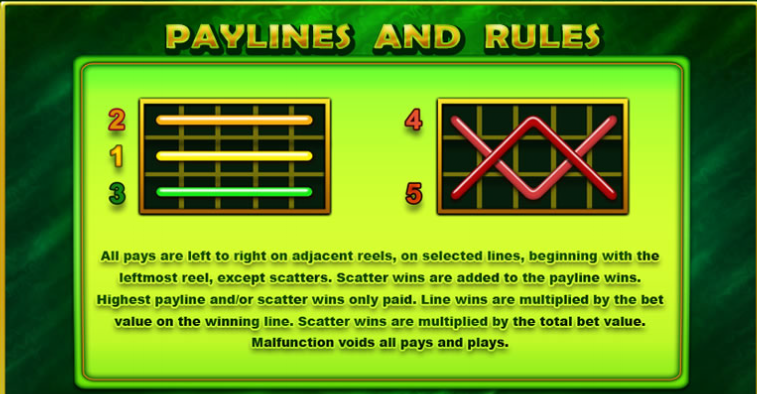 PAYLINES AND RULES
2
1
3
4
5
All pays are left to right on adjacent reels, on selected lines, beginning with the
leftmost reel, except scatters. Scatter wins are added to the payline wins.
Highest payline and/or scatter wins only paid. Line wins are multiplied by the bet
value on the winning line. Scatter wins are multiplied by the total bet value.
Malfunction voids all pays and plays.